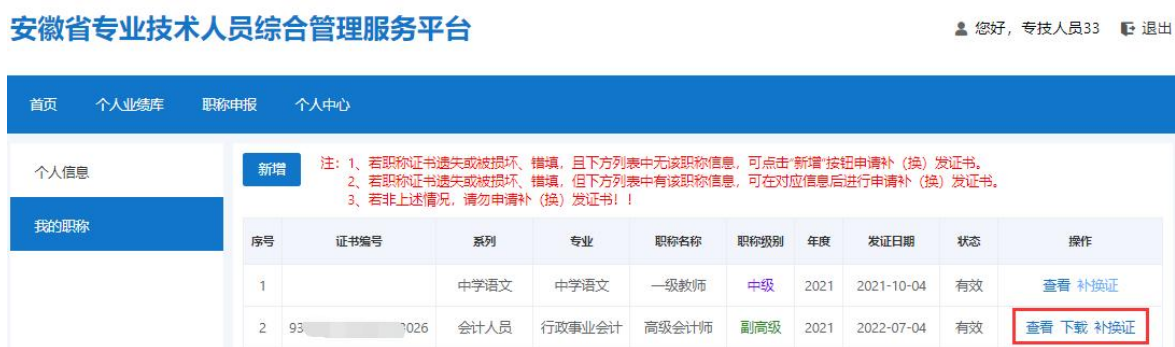 安徽省专业技术人员综合管理服务平台
您好，专技人员33 退出
首页 个人业绩库 职称申报 个人中心
个人信息
我的职称
新增
注：1、若职称证书遗失或被损坏、错填，且下方列表中无该职称信息，可点击“新增”按钮申请补（换）发证书。
2、若职称证书遗失或被损坏、错填，但下方列表中有该职称信息，可在对应信息后进行申请补（换）发证书。
3、若非上述情况，请勿申请补（换）发证书！！
序号 证书编号 系列 专业 职称名称 职称级别 年度 发证日期 状态 操作
1 中学语文 中学语文 一级教师 中级 2021 2021-10-04 有效 查看 补换证
2 93 026 会计人员 行政事业会计 高级会计师 副高级 2021 2022-07-04 有效 查看 下载 补换证